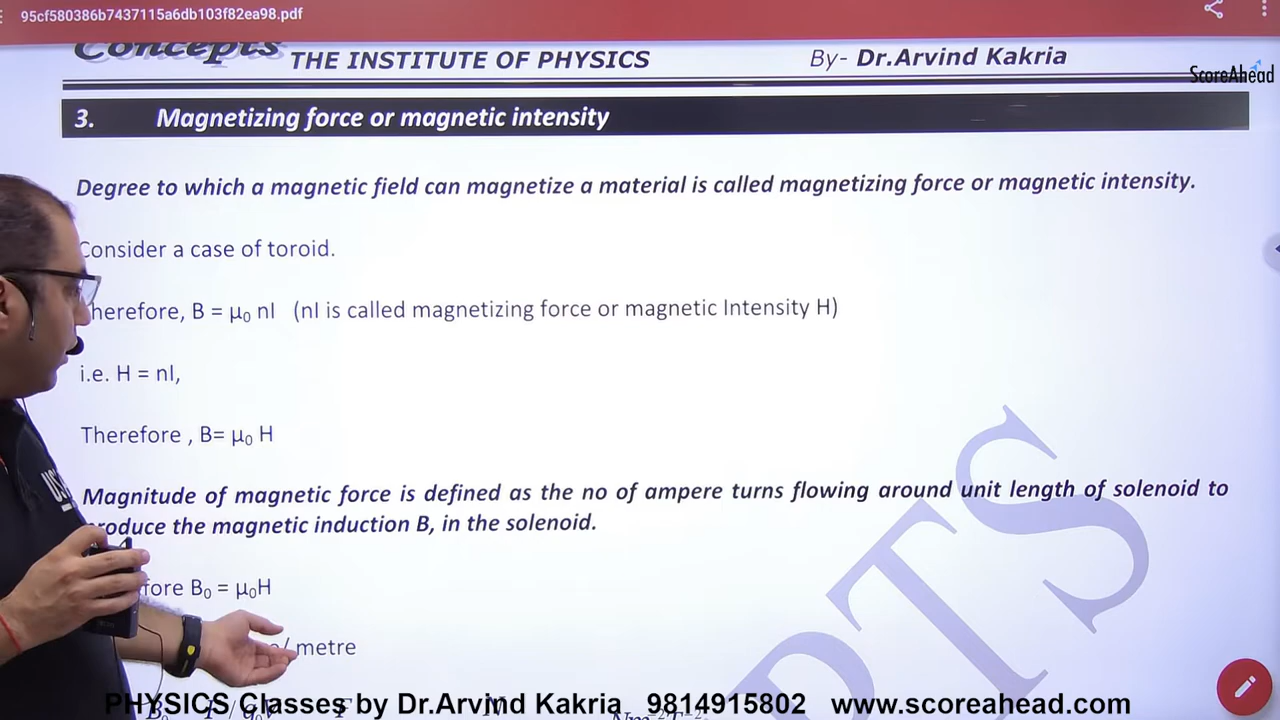 95cf580386b7437115a6db103f82ea98.pdf
Concepts THE INSTITUTE OF PHYSICS By- Dr.Arvind Kakria
ScoreAhead
3. Magnetizing force or magnetic intensity
Degree to which a magnetic field can magnetize a material is called magnetizing force or magnetic intensity.
Consider a case of toroid.
herefore, B = µ₀ nI (nI is called magnetizing force or magnetic Intensity H)
i.e. H = nI,
Therefore , B= µ₀ H
Magnitude of magnetic force is defined as the no of ampere turns flowing around unit length of solenoid to
produce the magnetic induction B, in the solenoid.
fore B₀ = µ₀H
/ metre
PTS
USA
PHYSICS Classes by Dr.Arvind Kakria 9814915802 www.scoreahead.com